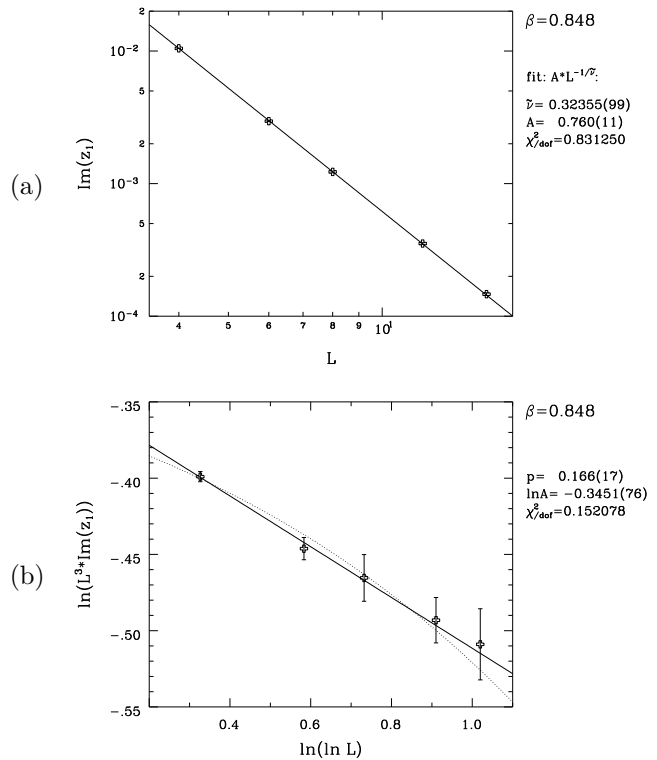 β=0.848
fit: A*L^{-1/ν̃}:
ν̃= 0.32355(99)
A= 0.760(11)
χ²/dof=0.831250
(a)
Im(z₁)
2
10⁻²
5
2
10⁻³
5
2
10⁻⁴
4 5 6 7 8 9 10¹
L
β=0.848
p= 0.166(17)
lnA= −0.3451(76)
χ²/dof=0.152078
(b)
ln(L³*Im(z₁))
−.35
−.40
−.45
−.50
−.55
0.4 0.6 0.8 1.0
ln(ln L)